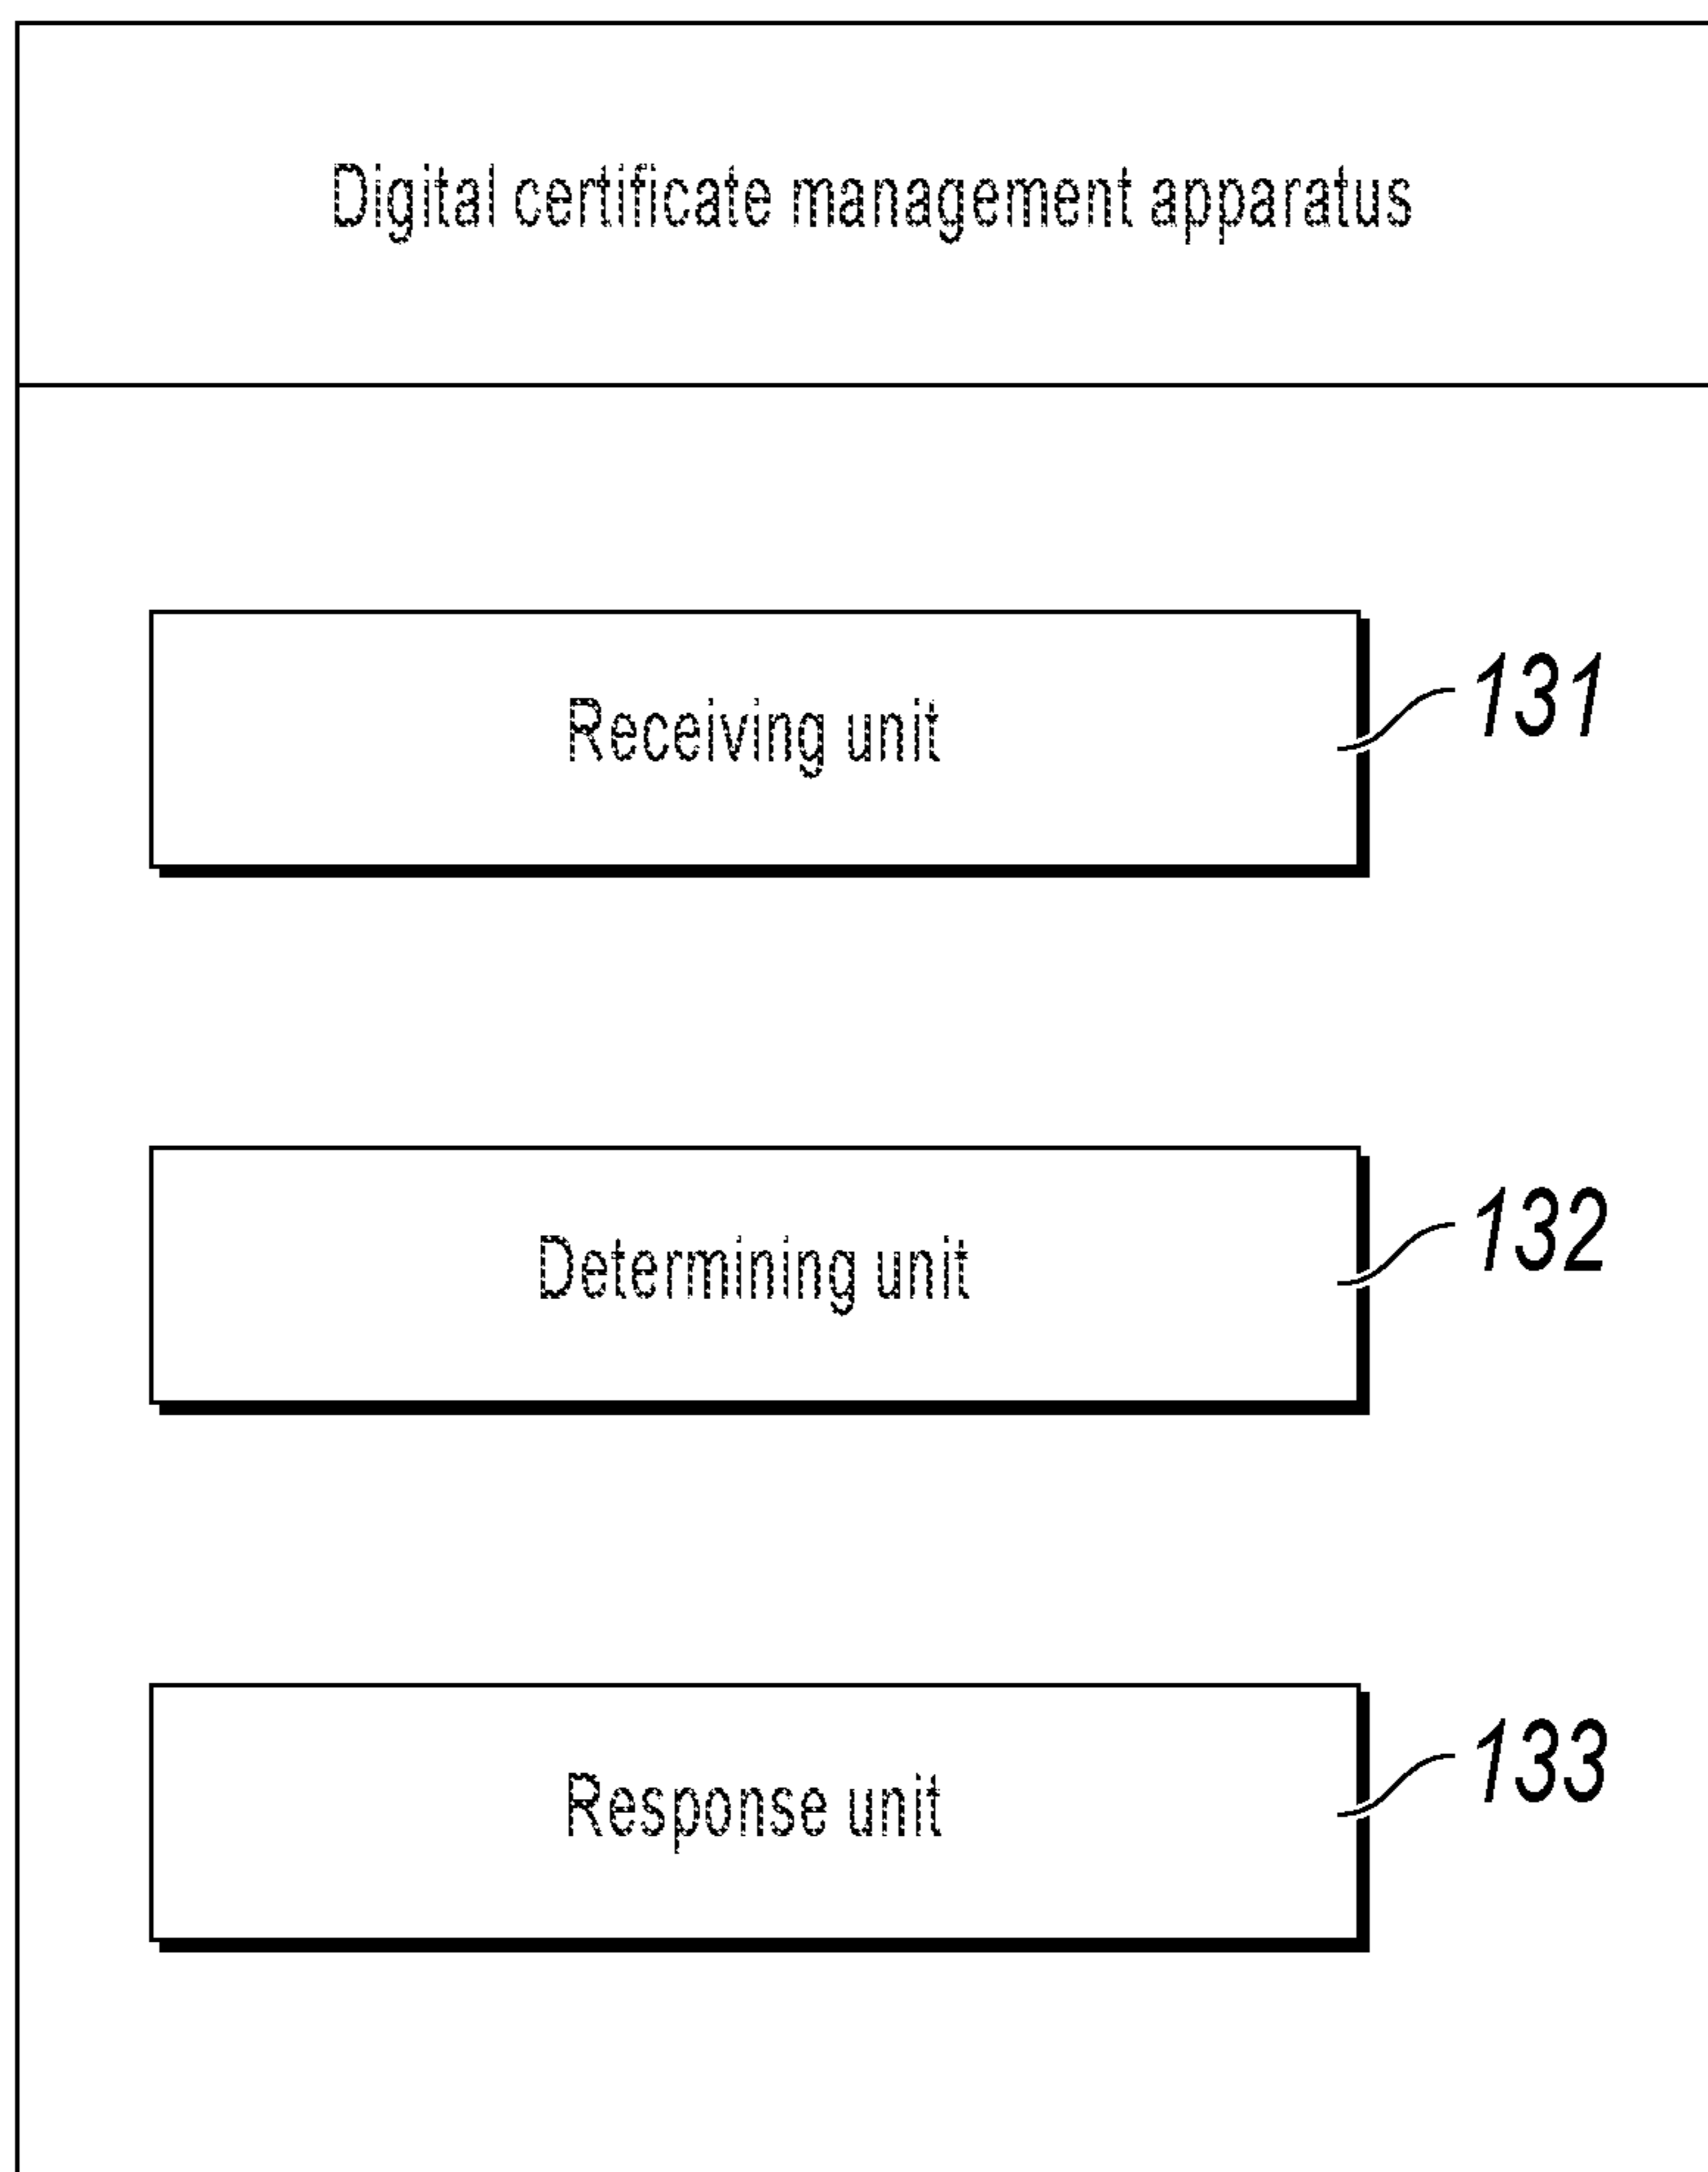 Digital certificate management apparatus
Receiving unit
131
Determining unit
132
Response unit
133